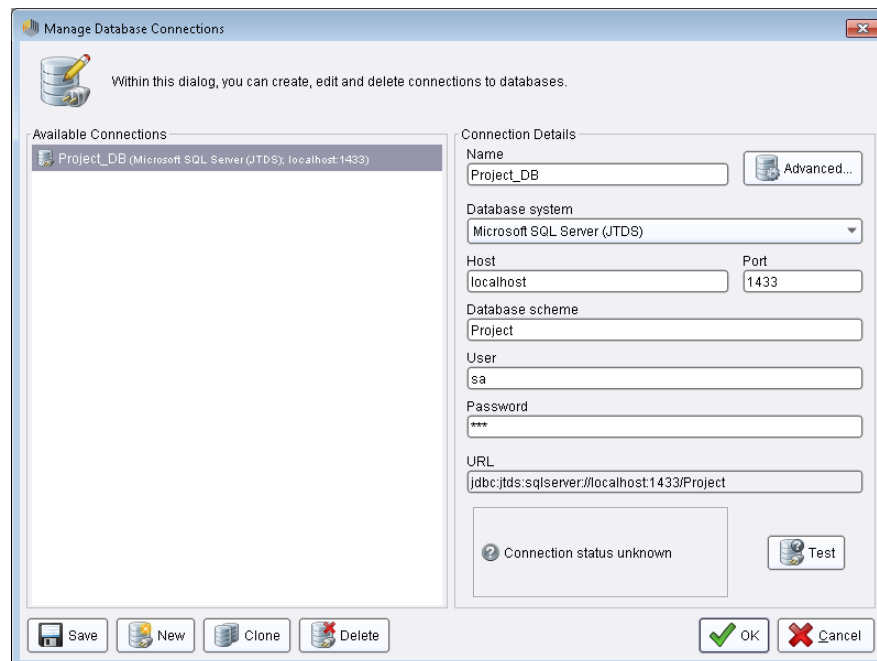 Manage Database Connections
Within this dialog, you can create, edit and delete connections to databases.
Available Connections
Project_DB (Microsoft SQL Server (JTDS); localhost:1433)
Connection Details
Name
Project_DB
Advanced...
Database system
Microsoft SQL Server (JTDS)
Host
Port
localhost
1433
Database scheme
Project
User
sa
Password
***
URL
jdbc:jtds:sqlserver://localhost:1433/Project
Connection status unknown
Test
Save
New
Clone
Delete
OK
Cancel